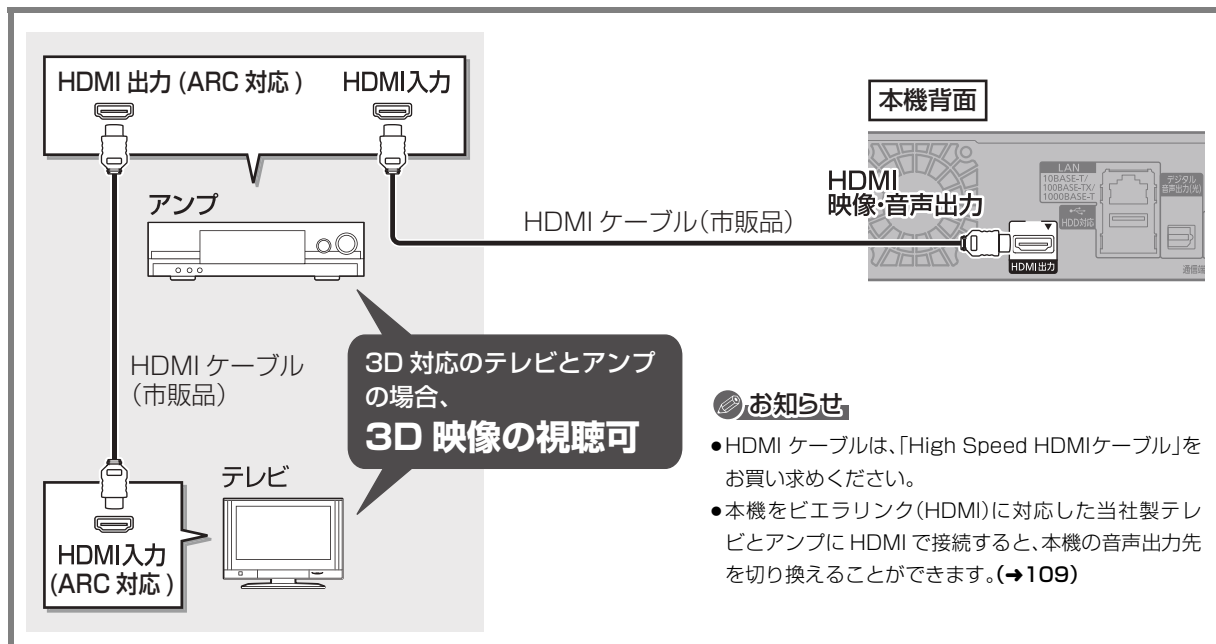 HDMI 出力 (ARC 対応 )
HDMI入力
アンプ
HDMI ケーブル
(市販品)
テレビ
HDMI入力
(ARC 対応 )
3D 対応のテレビとアンプ
の場合、
3D 映像の視聴可
HDMI ケーブル(市販品)
本機背面
HDMI
映像・音声出力
HDMI出力
LAN
10BASE-T/
100BASE-TX/
1000BASE-T
HDD対応
デジタル
音声出力(光)
お知らせ
●HDMI ケーブルは、「High Speed HDMIケーブル」を
お買い求めください。
●本機をビエラリンク(HDMI)に対応した当社製テレ
ビとアンプに HDMI で接続すると、本機の音声出力先
を切り換えることができます。(→109)